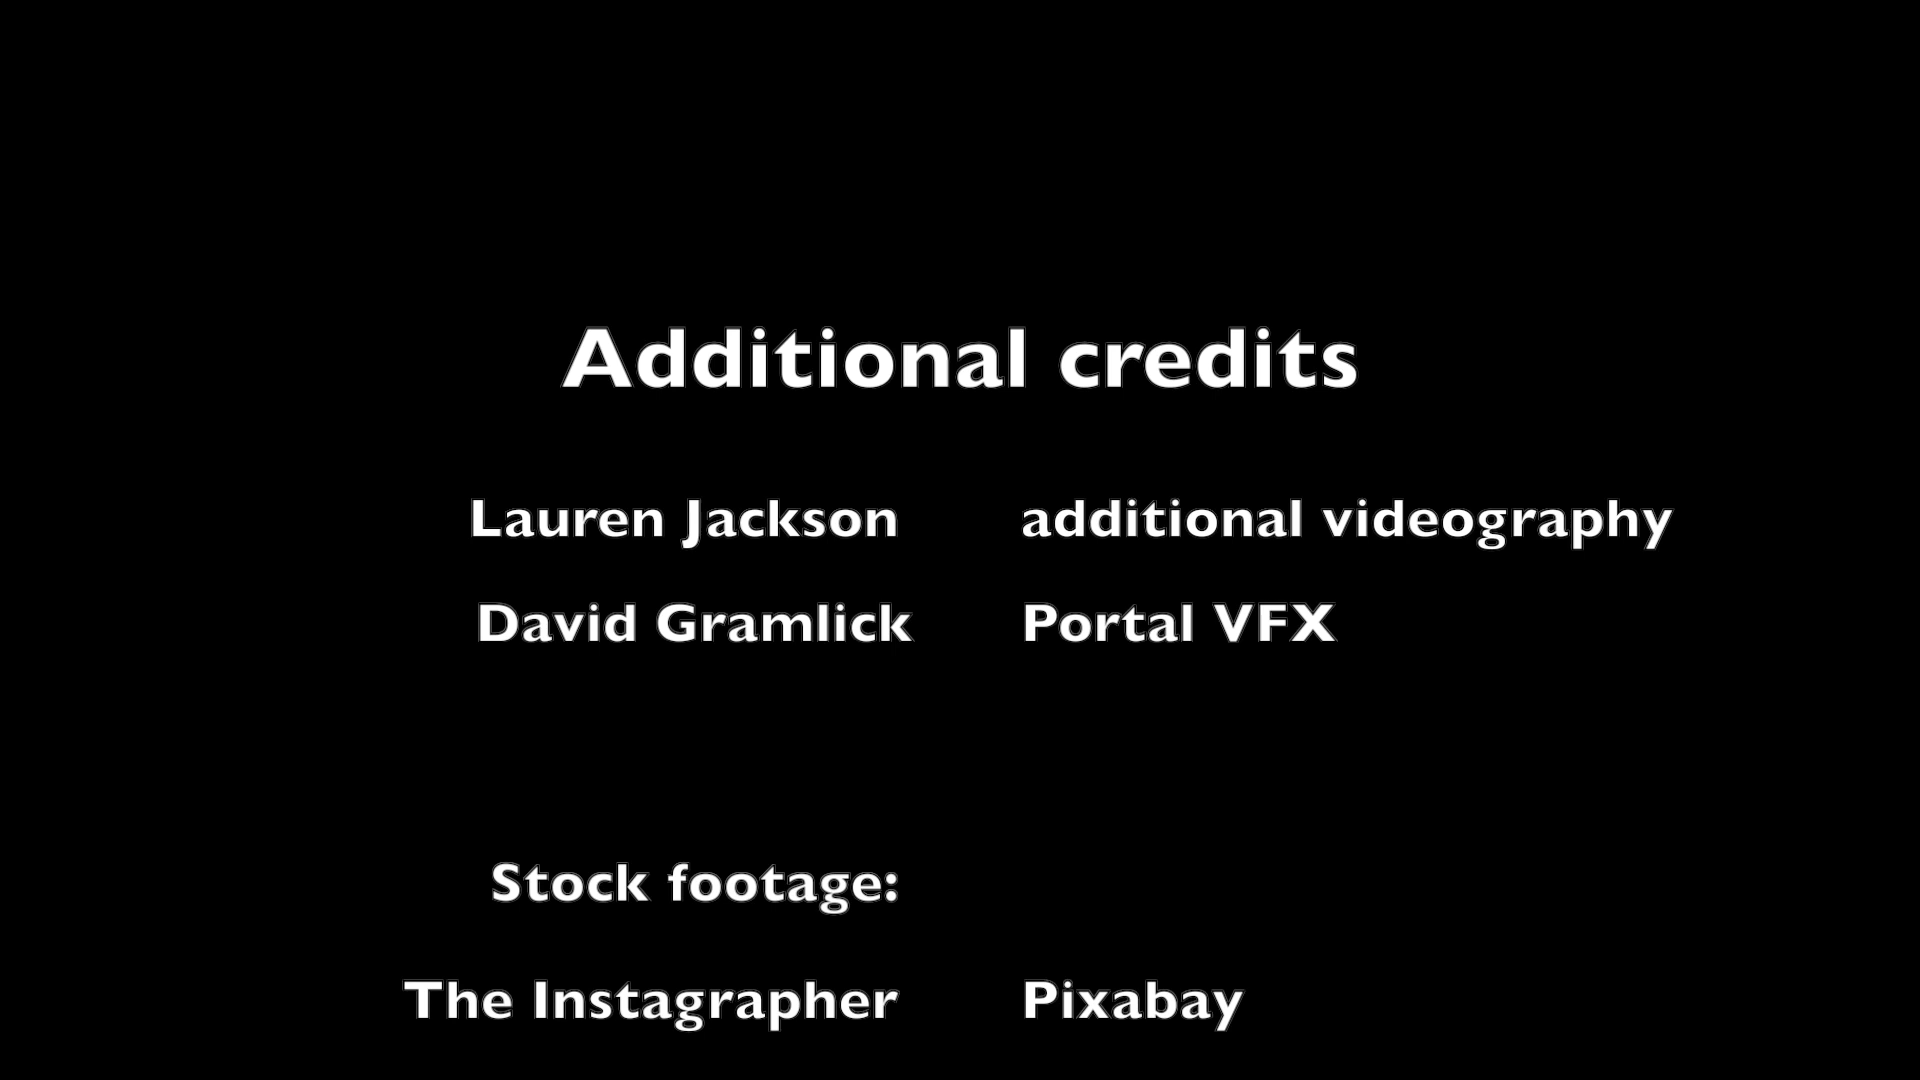 Additional credits
Lauren Jackson additional videography
David Gramlick Portal VFX
Stock footage:
The Instagrapher Pixabay